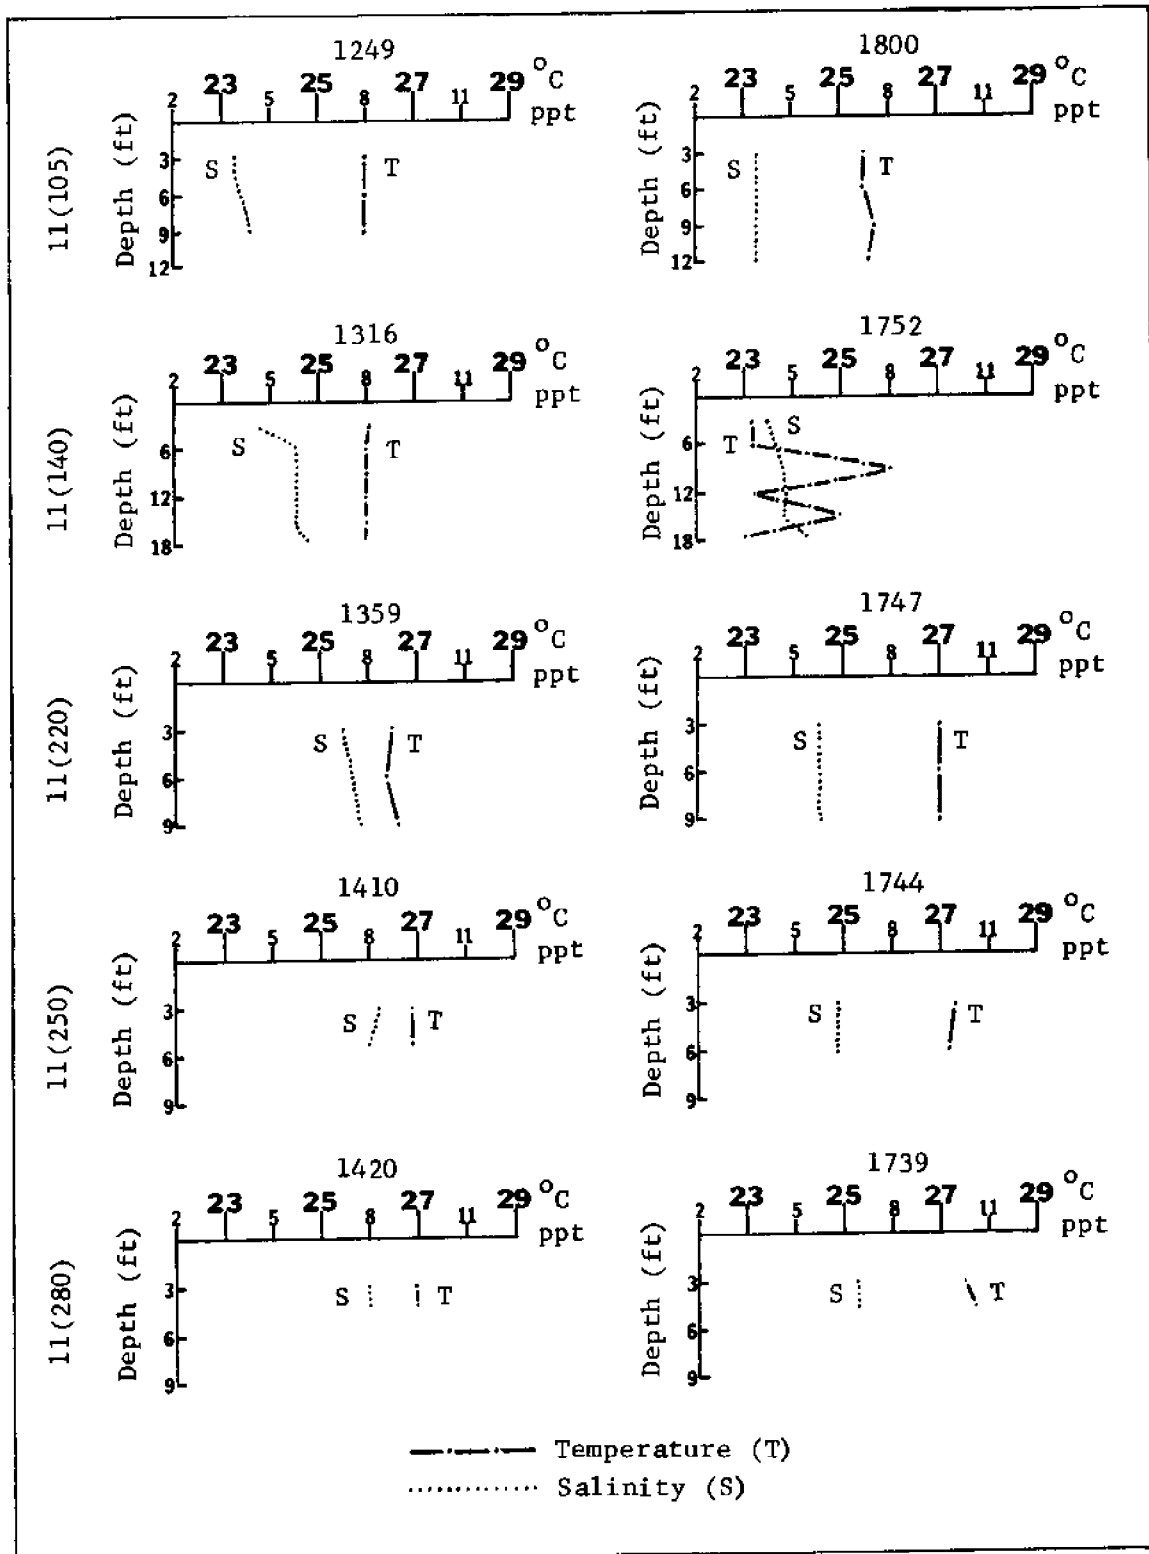 1249
23 25 27 29 °C
2 5 8 11 ppt
11(105)
Depth (ft)
3
6
9
12
S T
1800
23 25 27 29 °C
2 5 8 11 ppt
Depth (ft)
3
6
9
12
S T
1316
23 25 27 29 °C
2 5 8 11 ppt
11(140)
Depth (ft)
6
12
18
S T
1752
23 25 27 29 °C
2 5 8 11 ppt
Depth (ft)
6
12
18
S
T
1359
23 25 27 29 °C
2 5 8 11 ppt
11(220)
Depth (ft)
3
6
9
S T
1747
23 25 27 29 °C
2 5 8 11 ppt
Depth (ft)
3
6
9
S T
1410
23 25 27 29 °C
2 5 8 11 ppt
11(250)
Depth (ft)
3
6
9
S T
1744
23 25 27 29 °C
2 5 8 11 ppt
Depth (ft)
3
6
9
S T
1420
23 25 27 29 °C
2 5 8 11 ppt
11(280)
Depth (ft)
3
6
9
S T
1739
23 25 27 29 °C
2 5 8 11 ppt
Depth (ft)
3
6
9
S T
Temperature (T)
Salinity (S)